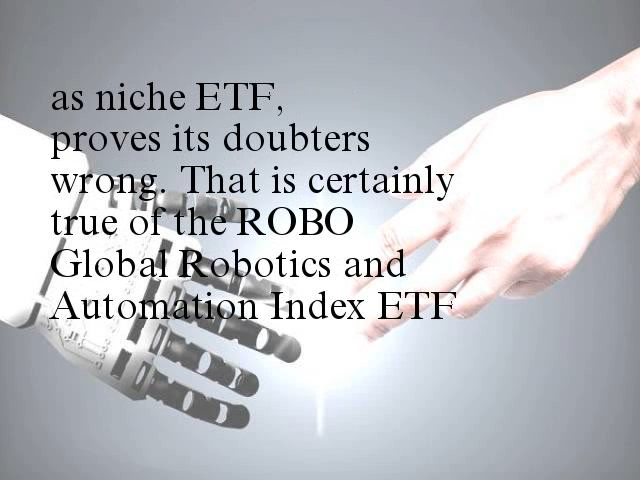 as niche ETF,
proves its doubters
wrong. That is certainly
true of the ROBO
Global Robotics and
Automation Index ETF